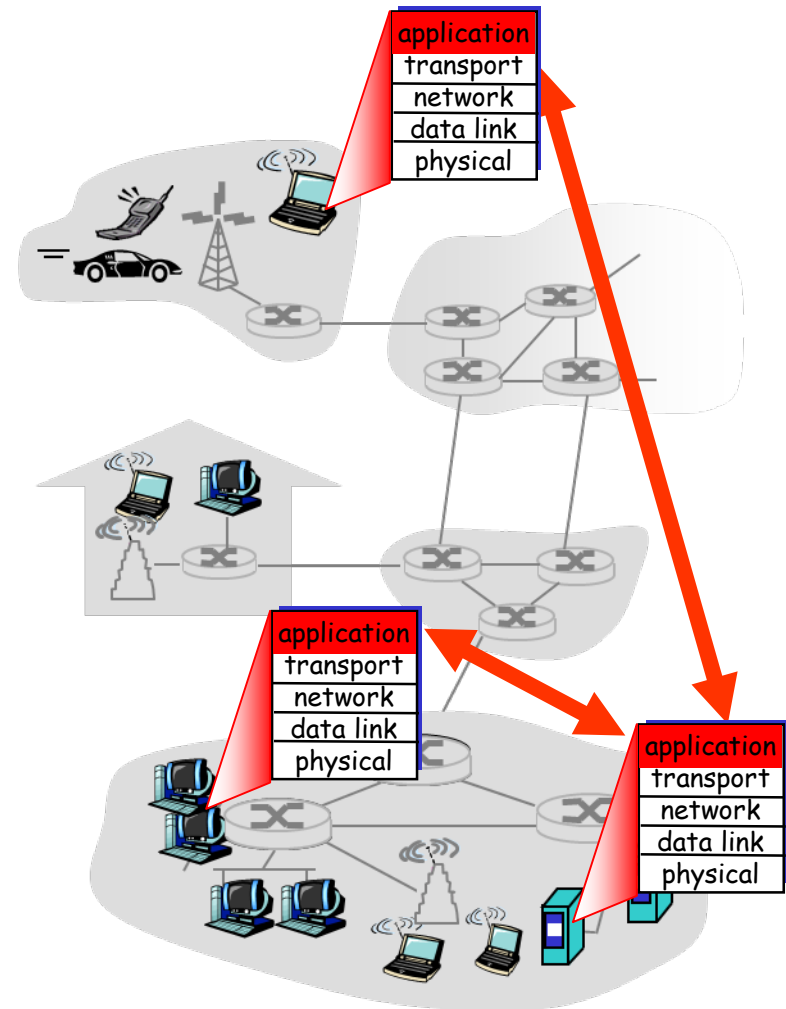 application
transport
network
data link
physical
application
transport
network
data link
physical
application
transport
network
data link
physical